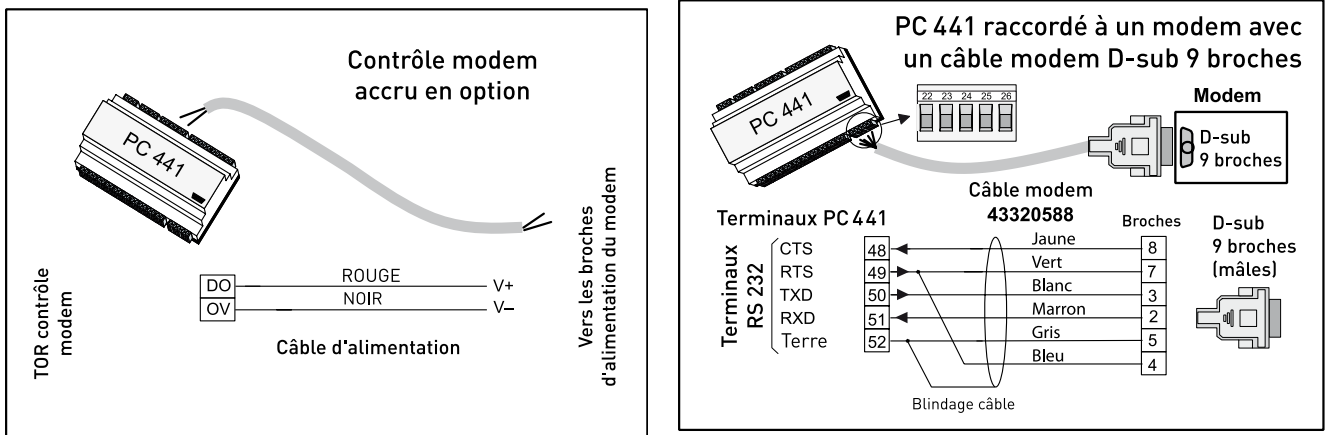 Contrôle modem
accru en option
PC 441
TOR contrôle
modem
DO
OV
ROUGE
NOIR
V+
V–
Câble d'alimentation
Vers les broches
d'alimentation du modem
PC 441 raccordé à un modem avec
un câble modem D-sub 9 broches
PC 441
22 23 24 25 26
Modem
D-sub
9 broches
Câble modem
43320588
Terminaux PC 441
Broches
D-sub
9 broches
(mâles)
Terminaux
RS 232
CTS 48 Jaune 8
RTS 49 Vert 7
TXD 50 Blanc 3
RXD 51 Marron 2
Terre 52 Gris 5
Bleu 4
Blindage câble